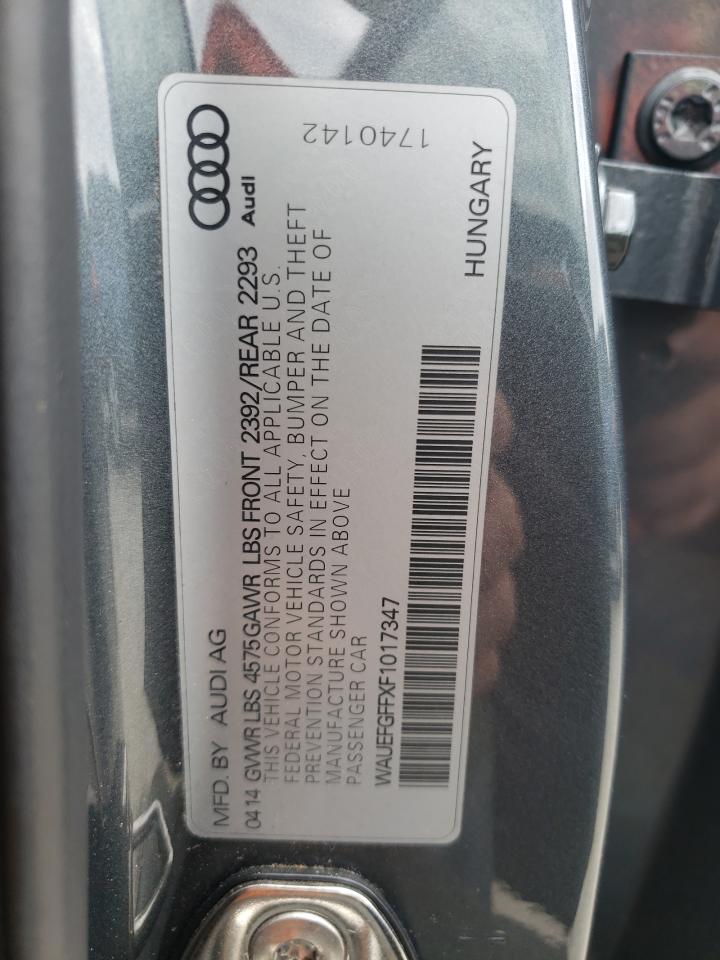 MFD. BY AUDI AG
Audi
0414 GVWR LBS 4575GAWR LBS FRONT 2392/REAR 2293
THIS VEHICLE CONFORMS TO ALL APPLICABLE U.S.
FEDERAL MOTOR VEHICLE SAFETY, BUMPER AND THEFT
PREVENTION STANDARDS IN EFFECT ON THE DATE OF
MANUFACTURE SHOWN ABOVE
PASSENGER CAR
WAUEFGFFXF1017347
1740142
HUNGARY